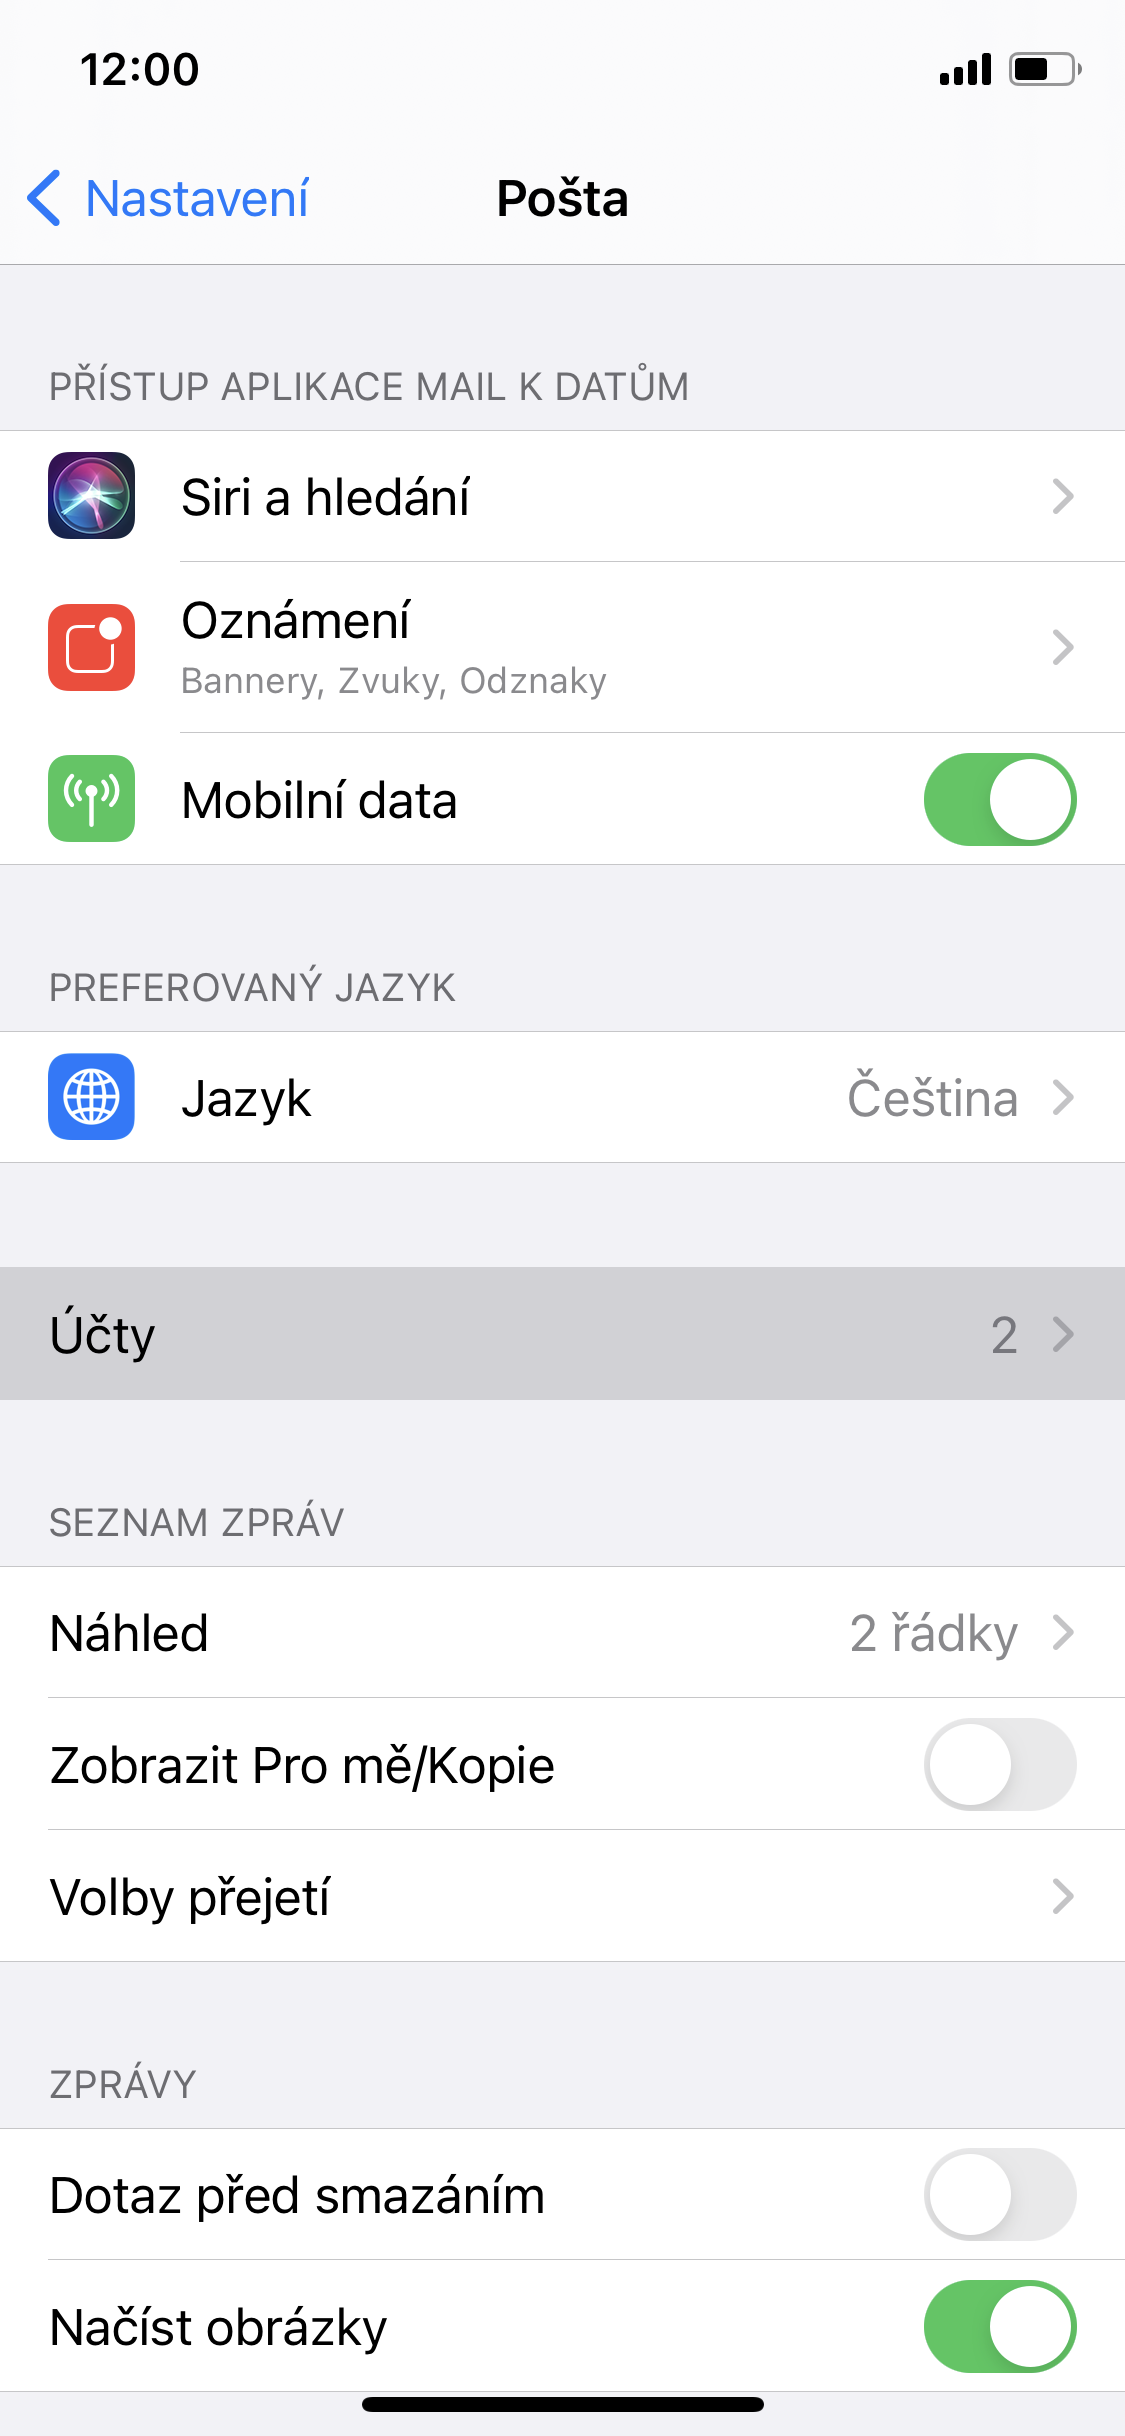 12:00
Nastavení
Pošta
PŘÍSTUP APLIKACE MAIL K DATŮM
Siri a hledání
Oznámení
Bannery, Zvuky, Odznaky
Mobilní data
PREFEROVANÝ JAZYK
Jazyk Čeština
Účty 2
SEZNAM ZPRÁV
Náhled 2 řádky
Zobrazit Pro mě/Kopie
Volby přejetí
ZPRÁVY
Dotaz před smazáním
Načíst obrázky